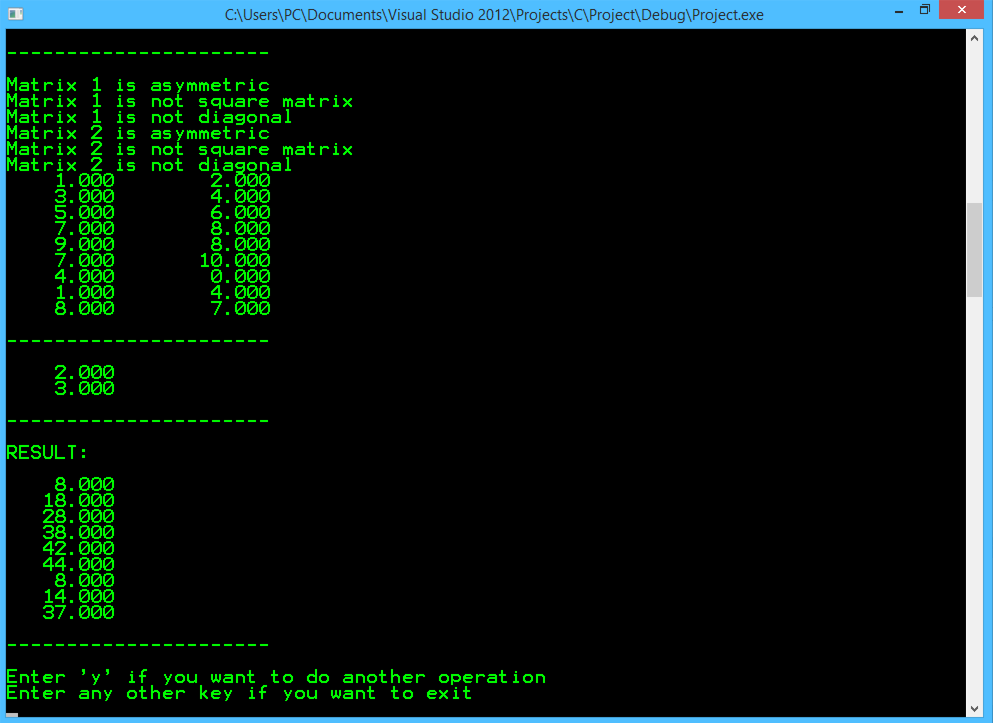 C:\Users\PC\Documents\Visual Studio 2012\Projects\C\Project\Debug\Project.exe
----------------------
Matrix 1 is asymmetric
Matrix 1 is not square matrix
Matrix 1 is not diagonal
Matrix 2 is asymmetric
Matrix 2 is not square matrix
Matrix 2 is not diagonal
1.000 2.000
3.000 4.000
5.000 6.000
7.000 8.000
9.000 8.000
7.000 10.000
4.000 0.000
1.000 4.000
8.000 7.000
----------------------
2.000
3.000
----------------------
RESULT:
8.000
18.000
28.000
38.000
42.000
44.000
8.000
14.000
37.000
----------------------
Enter 'y' if you want to do another operation
Enter any other key if you want to exit